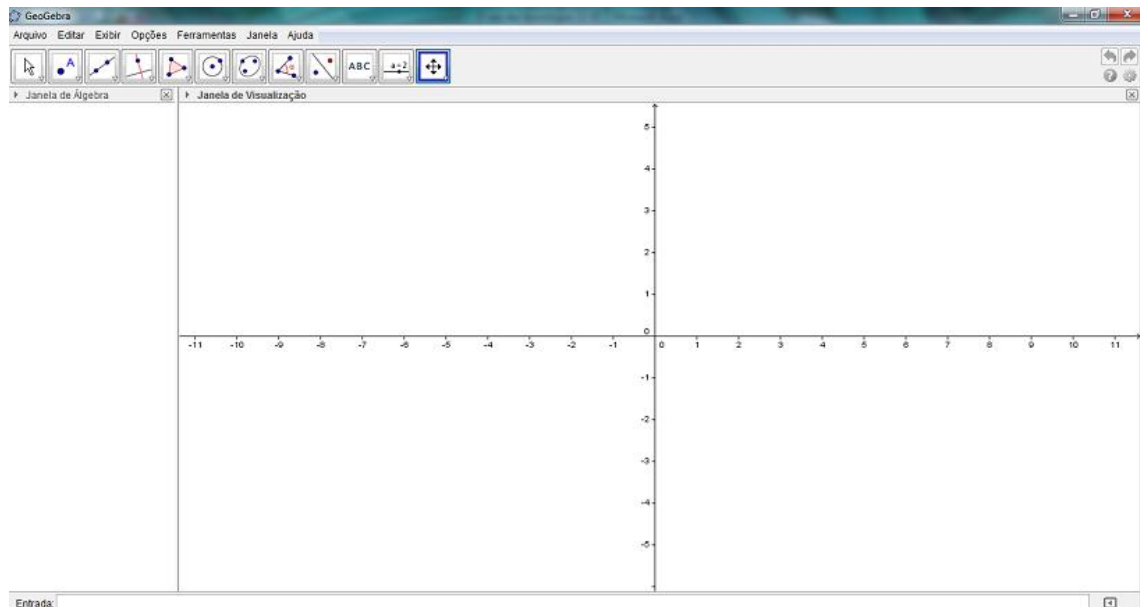 GeoGebra
Arquivo Editar Exibir Opções Ferramentas Janela Ajuda
A ABC a=2
Janela de Álgebra Janela de Visualização
5
4
3
2
1
0
-11 -10 -9 -8 -7 -6 -5 -4 -3 -2 -1 0 1 2 3 4 5 6 7 8 9 10 11
-1
-2
-3
-4
-5
Entrada: